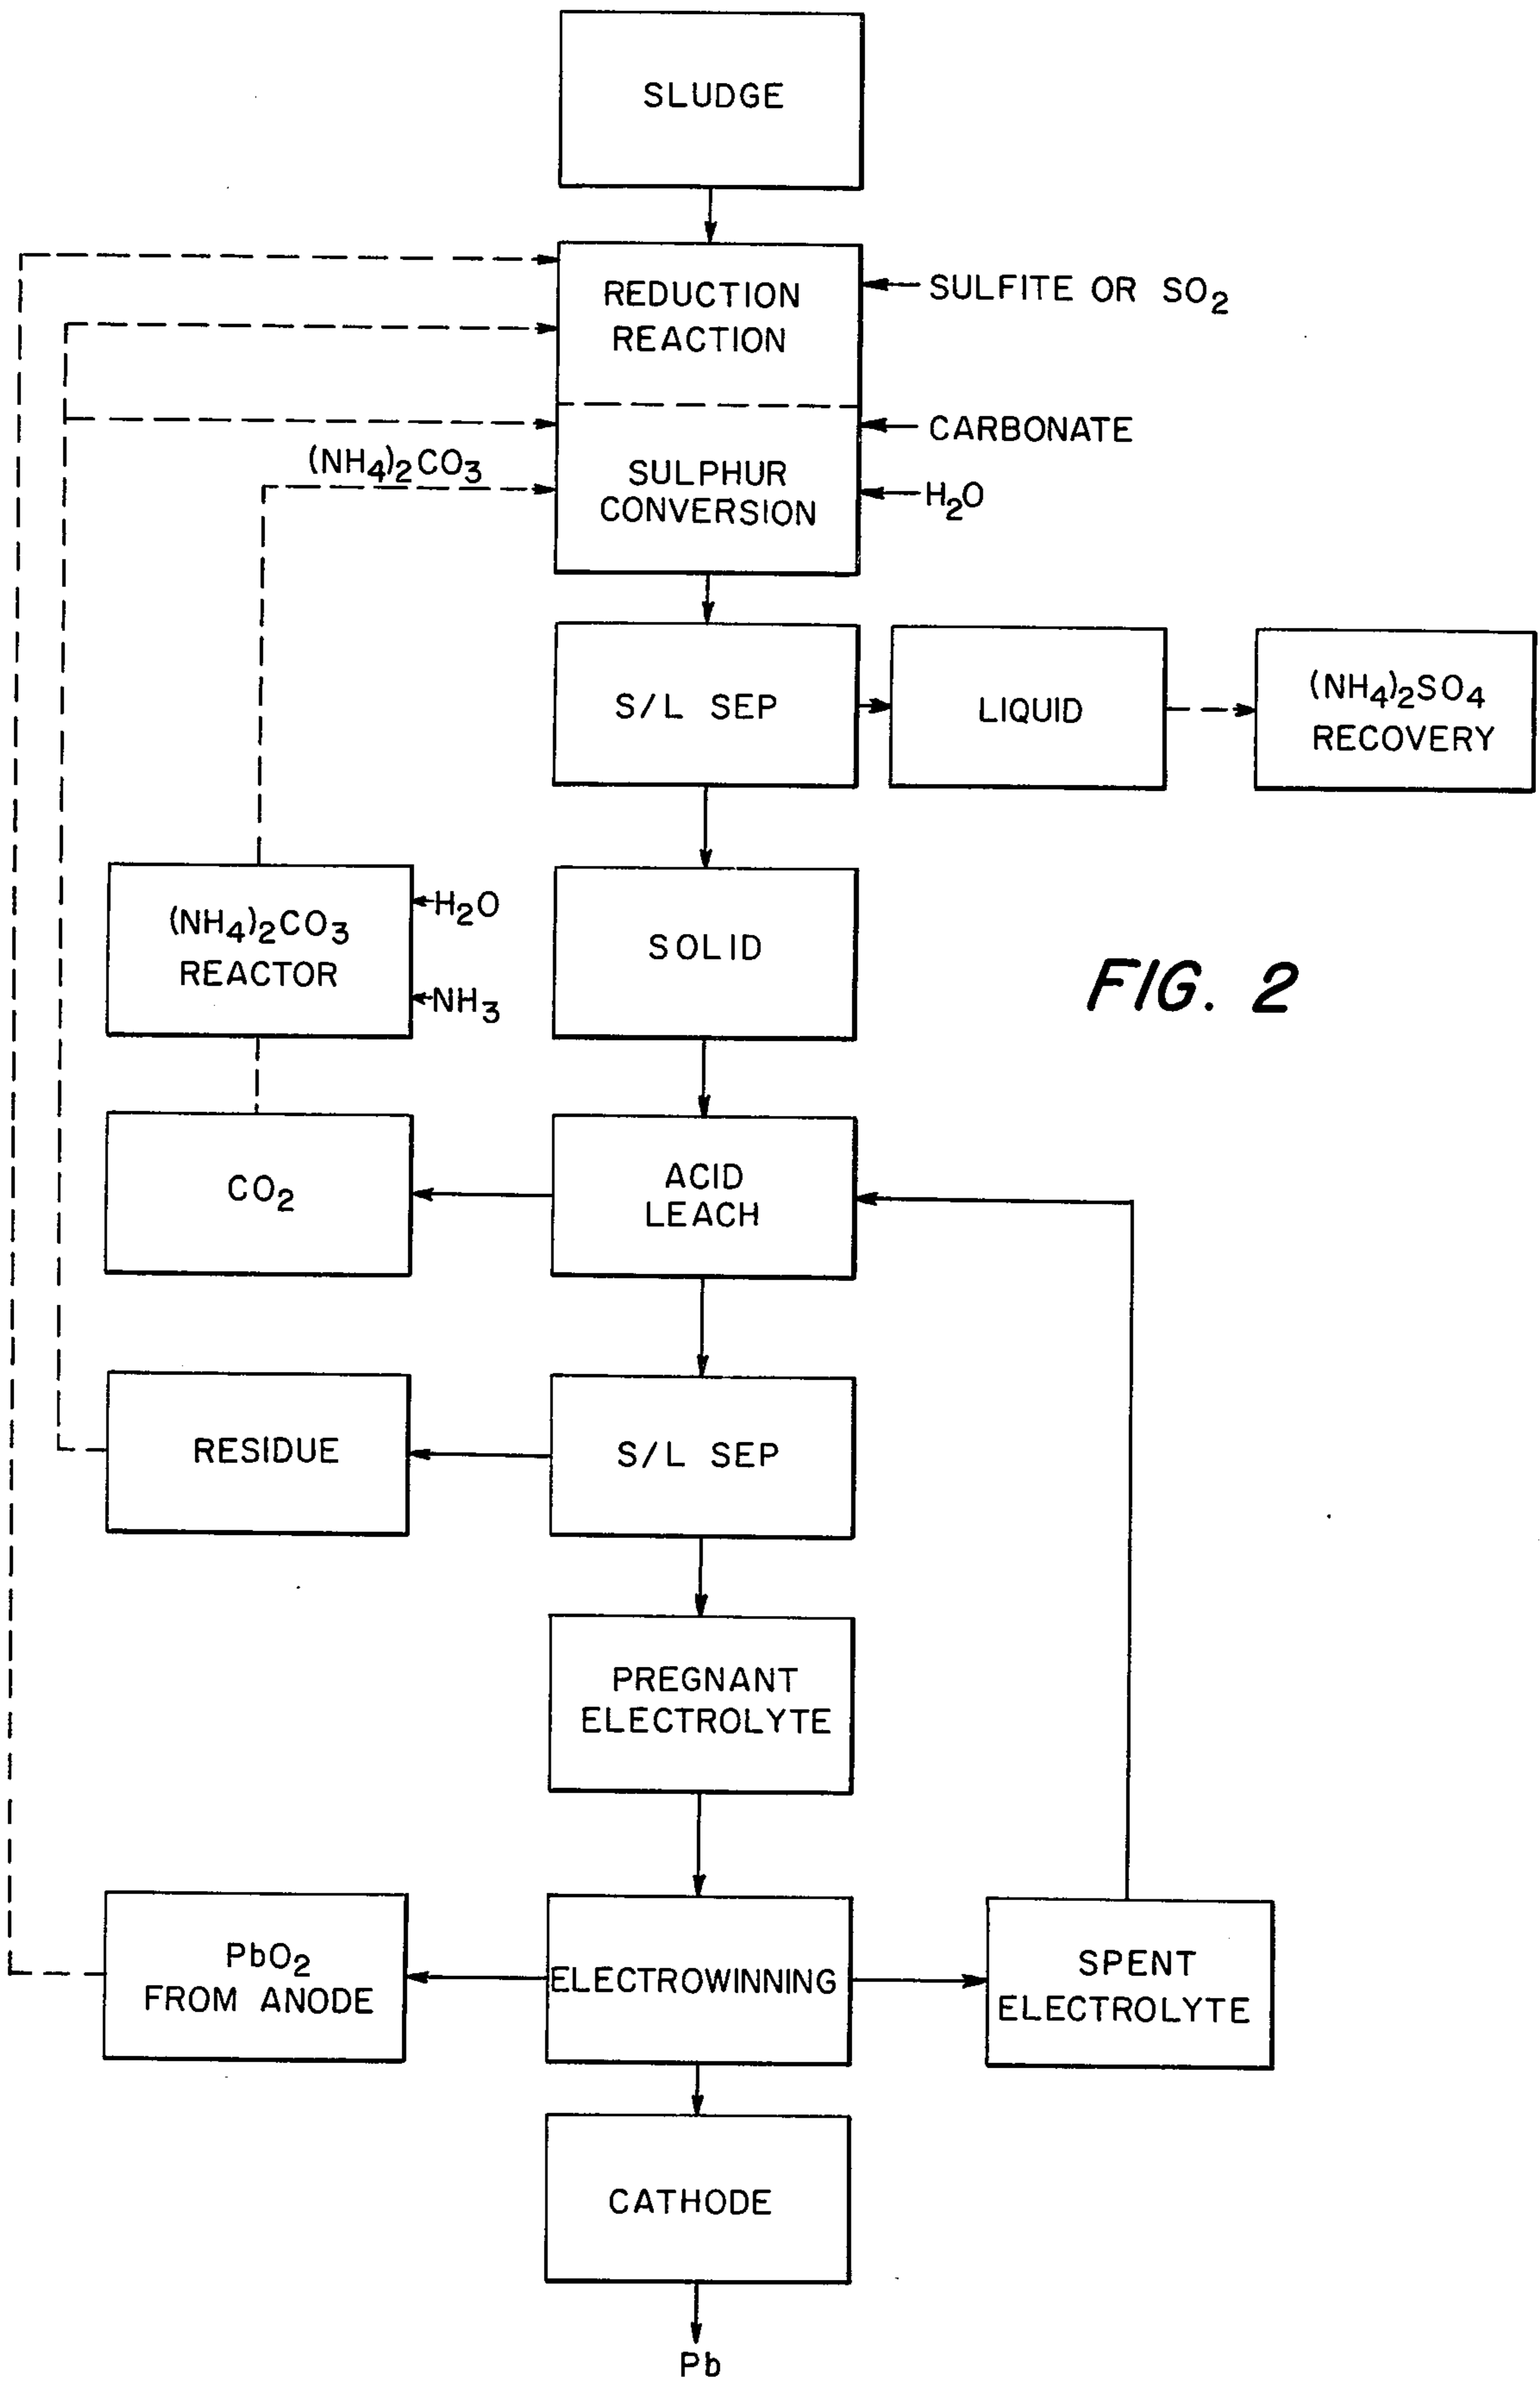 SLUDGE
REDUCTION
REACTION
SULFITE OR SO2
CARBONATE
(NH4)2CO3
SULPHUR
CONVERSION
H2O
S/L SEP
LIQUID
(NH4)2SO4
RECOVERY
(NH4)2CO3
REACTOR
H2O
NH3
SOLID
FIG. 2
CO2
ACID
LEACH
RESIDUE
S/L SEP
PREGNANT
ELECTROLYTE
PbO2
FROM ANODE
ELECTROWINNING
SPENT
ELECTROLYTE
CATHODE
Pb